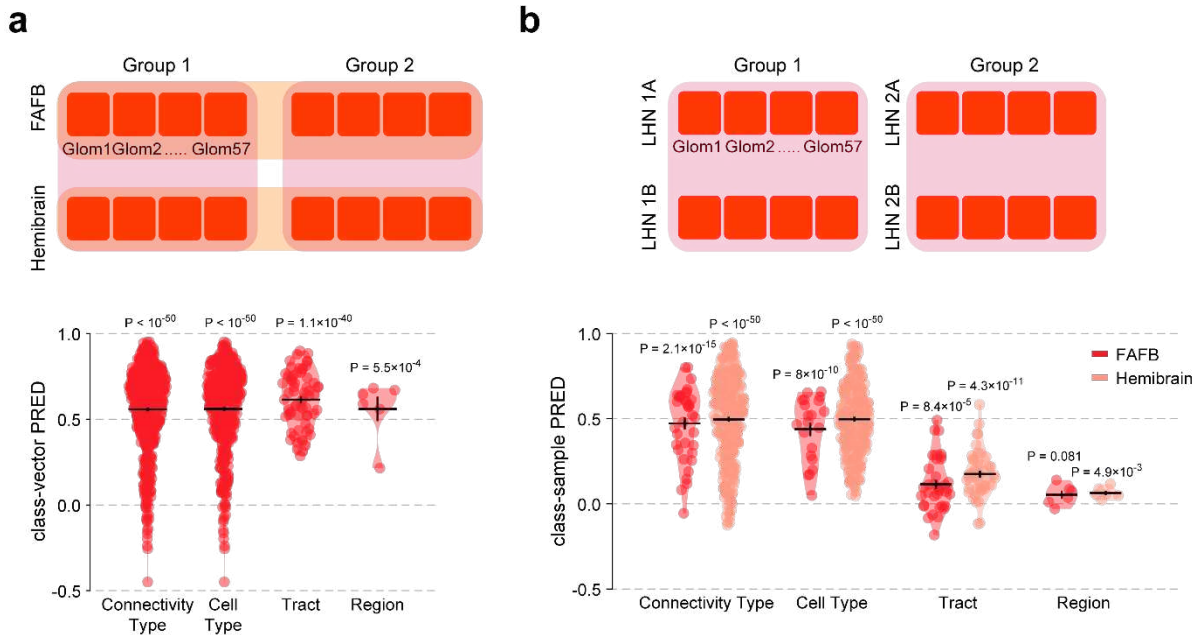 a
Group 1
Group 2
FAFB
Glom1 Glom2 ..... Glom57
Hemibrain
class-vector PRED
1.0
0.5
0.0
-0.5
P < 10-50
P < 10-50
P = 1.1×10-40
P = 5.5×10-4
Connectivity
Type
Cell
Type
Tract
Region
b
Group 1
Group 2
LHN 1A
LHN 2A
Glom1 Glom2 ..... Glom57
LHN 1B
LHN 2B
class-sample PRED
1.0
0.5
0.0
-0.5
P = 2.1×10-15
P < 10-50
P = 8×10-10
P < 10-50
P = 8.4×10-5
P = 4.3×10-11
P = 0.081
P = 4.9×10-3
FAFB
Hemibrain
Connectivity Type
Cell Type
Tract
Region